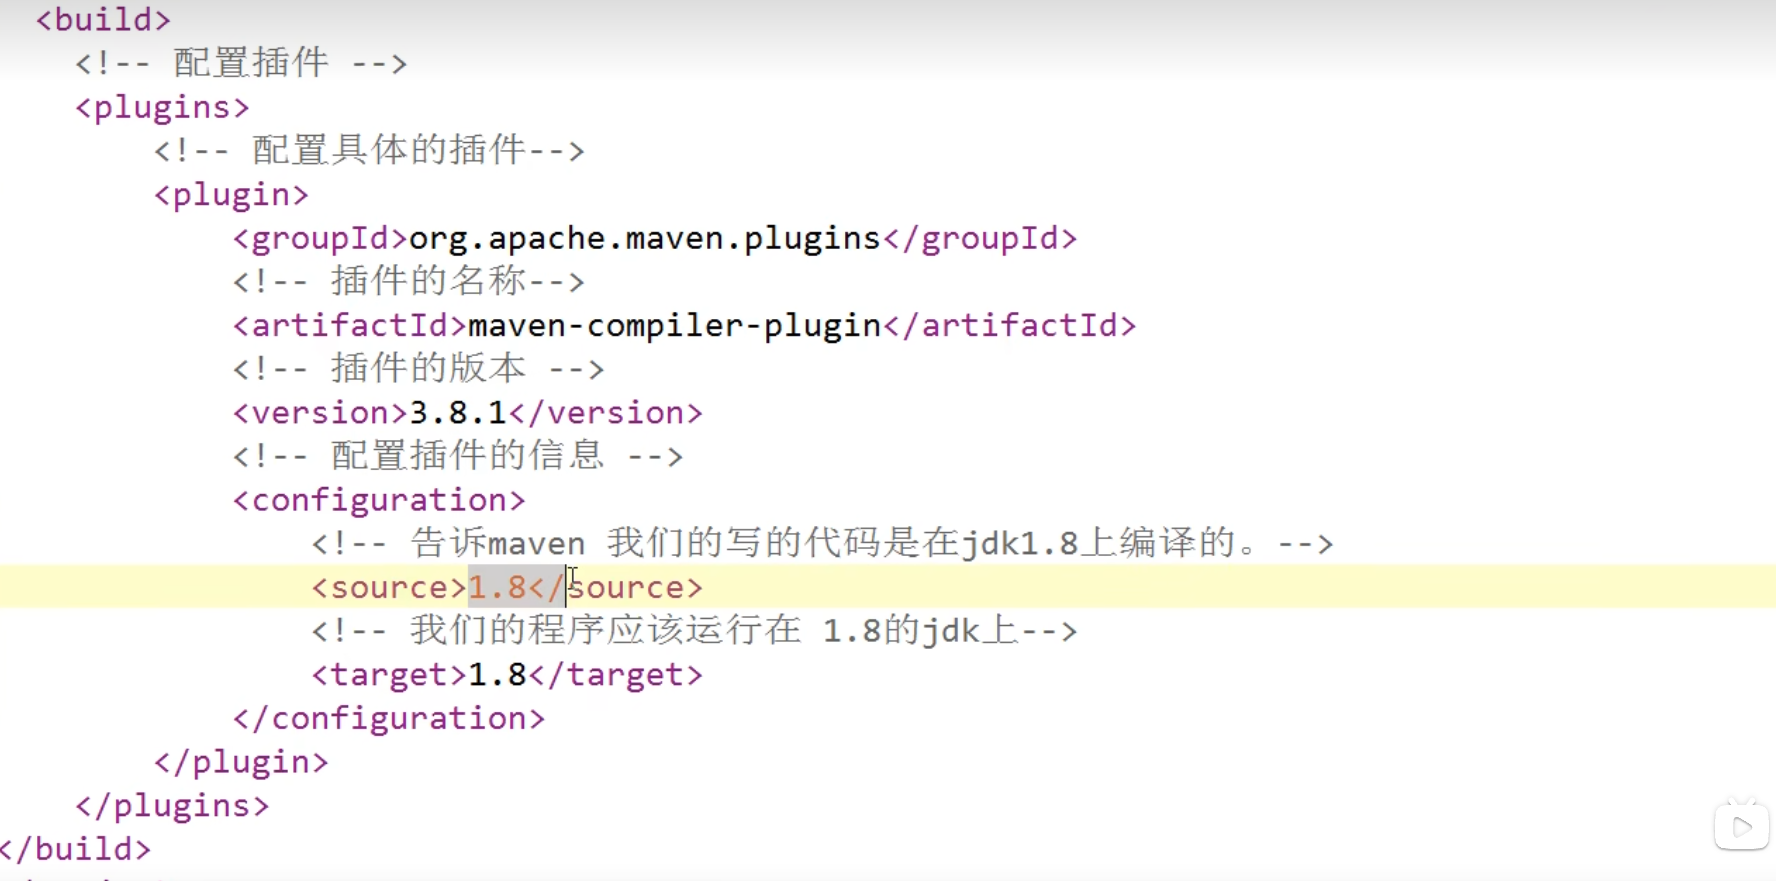 <build>
<!-- 配置插件 -->
<plugins>
<!-- 配置具体的插件-->
<plugin>
<groupId>org.apache.maven.plugins</groupId>
<!-- 插件的名称-->
<artifactId>maven-compiler-plugin</artifactId>
<!-- 插件的版本 -->
<version>3.8.1</version>
<!-- 配置插件的信息 -->
<configuration>
<!-- 告诉maven 我们的写的代码是在jdk1.8上编译的。-->
<source>1.8</source>
<!-- 我们的程序应该运行在 1.8的jdk上-->
<target>1.8</target>
</configuration>
</plugin>
</plugins>
</build>